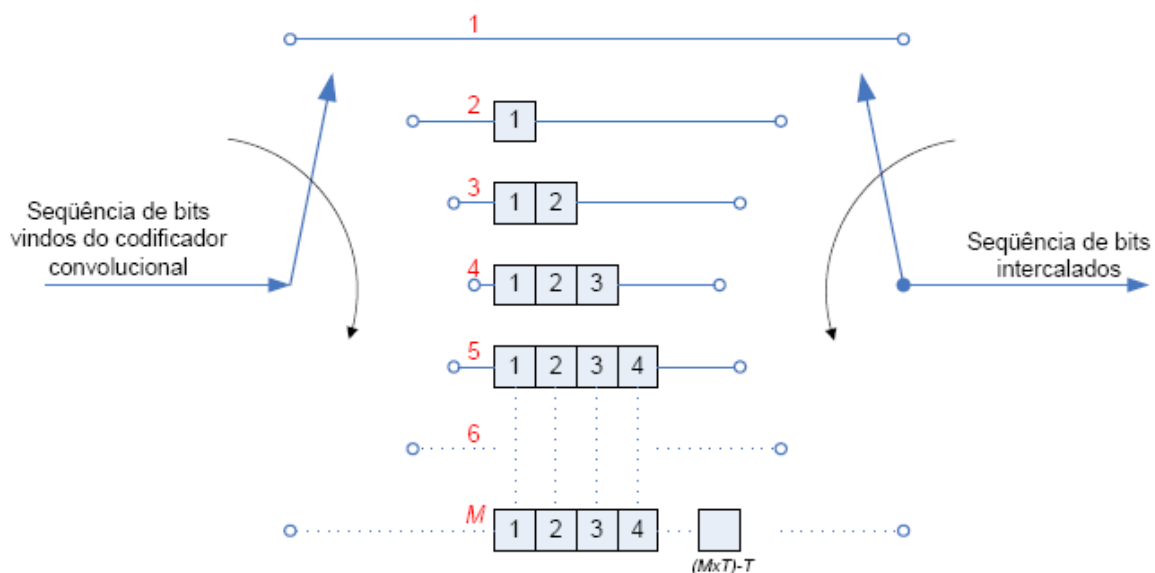 1
2
1
3
1 2
Seqüência de bits
vindos do codificador
convolucional
Seqüência de bits
intercalados
4
1 2 3
5
1 2 3 4
6
M
1 2 3 4
(MxT)-T